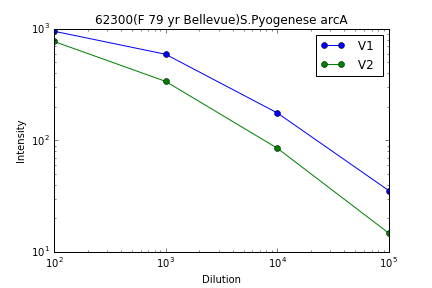 62300(F 79 yr Bellevue)S.Pyogenese arcA
V1
V2
Intensity
10³
10²
10¹
10² 10³ 10⁴ 10⁵
Dilution